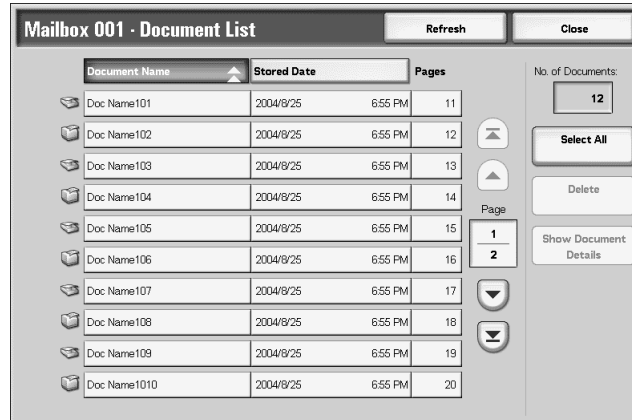 Mailbox 001 - Document List
Refresh
Close
Document Name Stored Date Pages
Doc Name101 2004/8/25 6:55 PM 11
Doc Name102 2004/8/25 6:55 PM 12
Doc Name103 2004/8/25 6:55 PM 13
Doc Name104 2004/8/25 6:55 PM 14
Doc Name105 2004/8/25 6:55 PM 15
Doc Name106 2004/8/25 6:55 PM 16
Doc Name107 2004/8/25 6:55 PM 17
Doc Name108 2004/8/25 6:55 PM 18
Doc Name109 2004/8/25 6:55 PM 19
Doc Name1010 2004/8/25 6:55 PM 20
Page
1
2
No. of Documents:
12
Select All
Delete
Show Document
Details